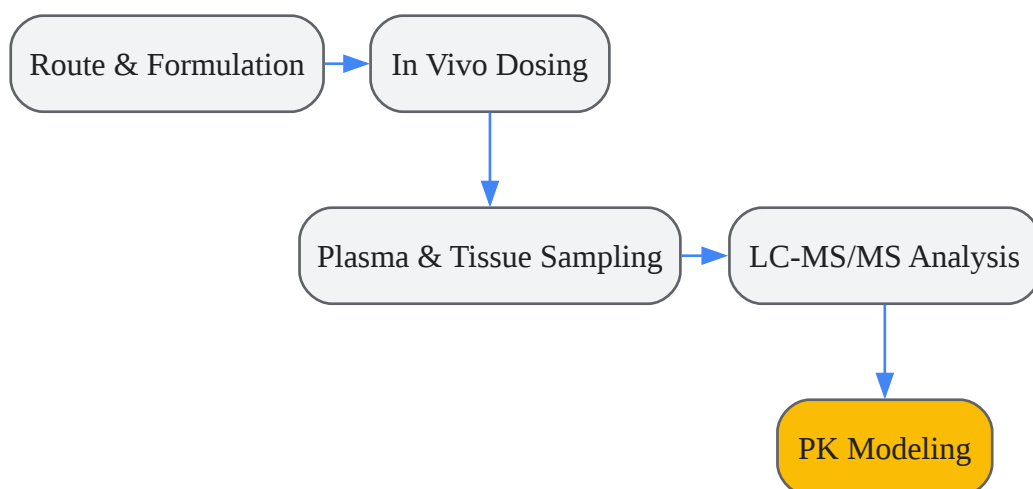 Route & Formulation
In Vivo Dosing
Plasma & Tissue Sampling
LC-MS/MS Analysis
PK Modeling